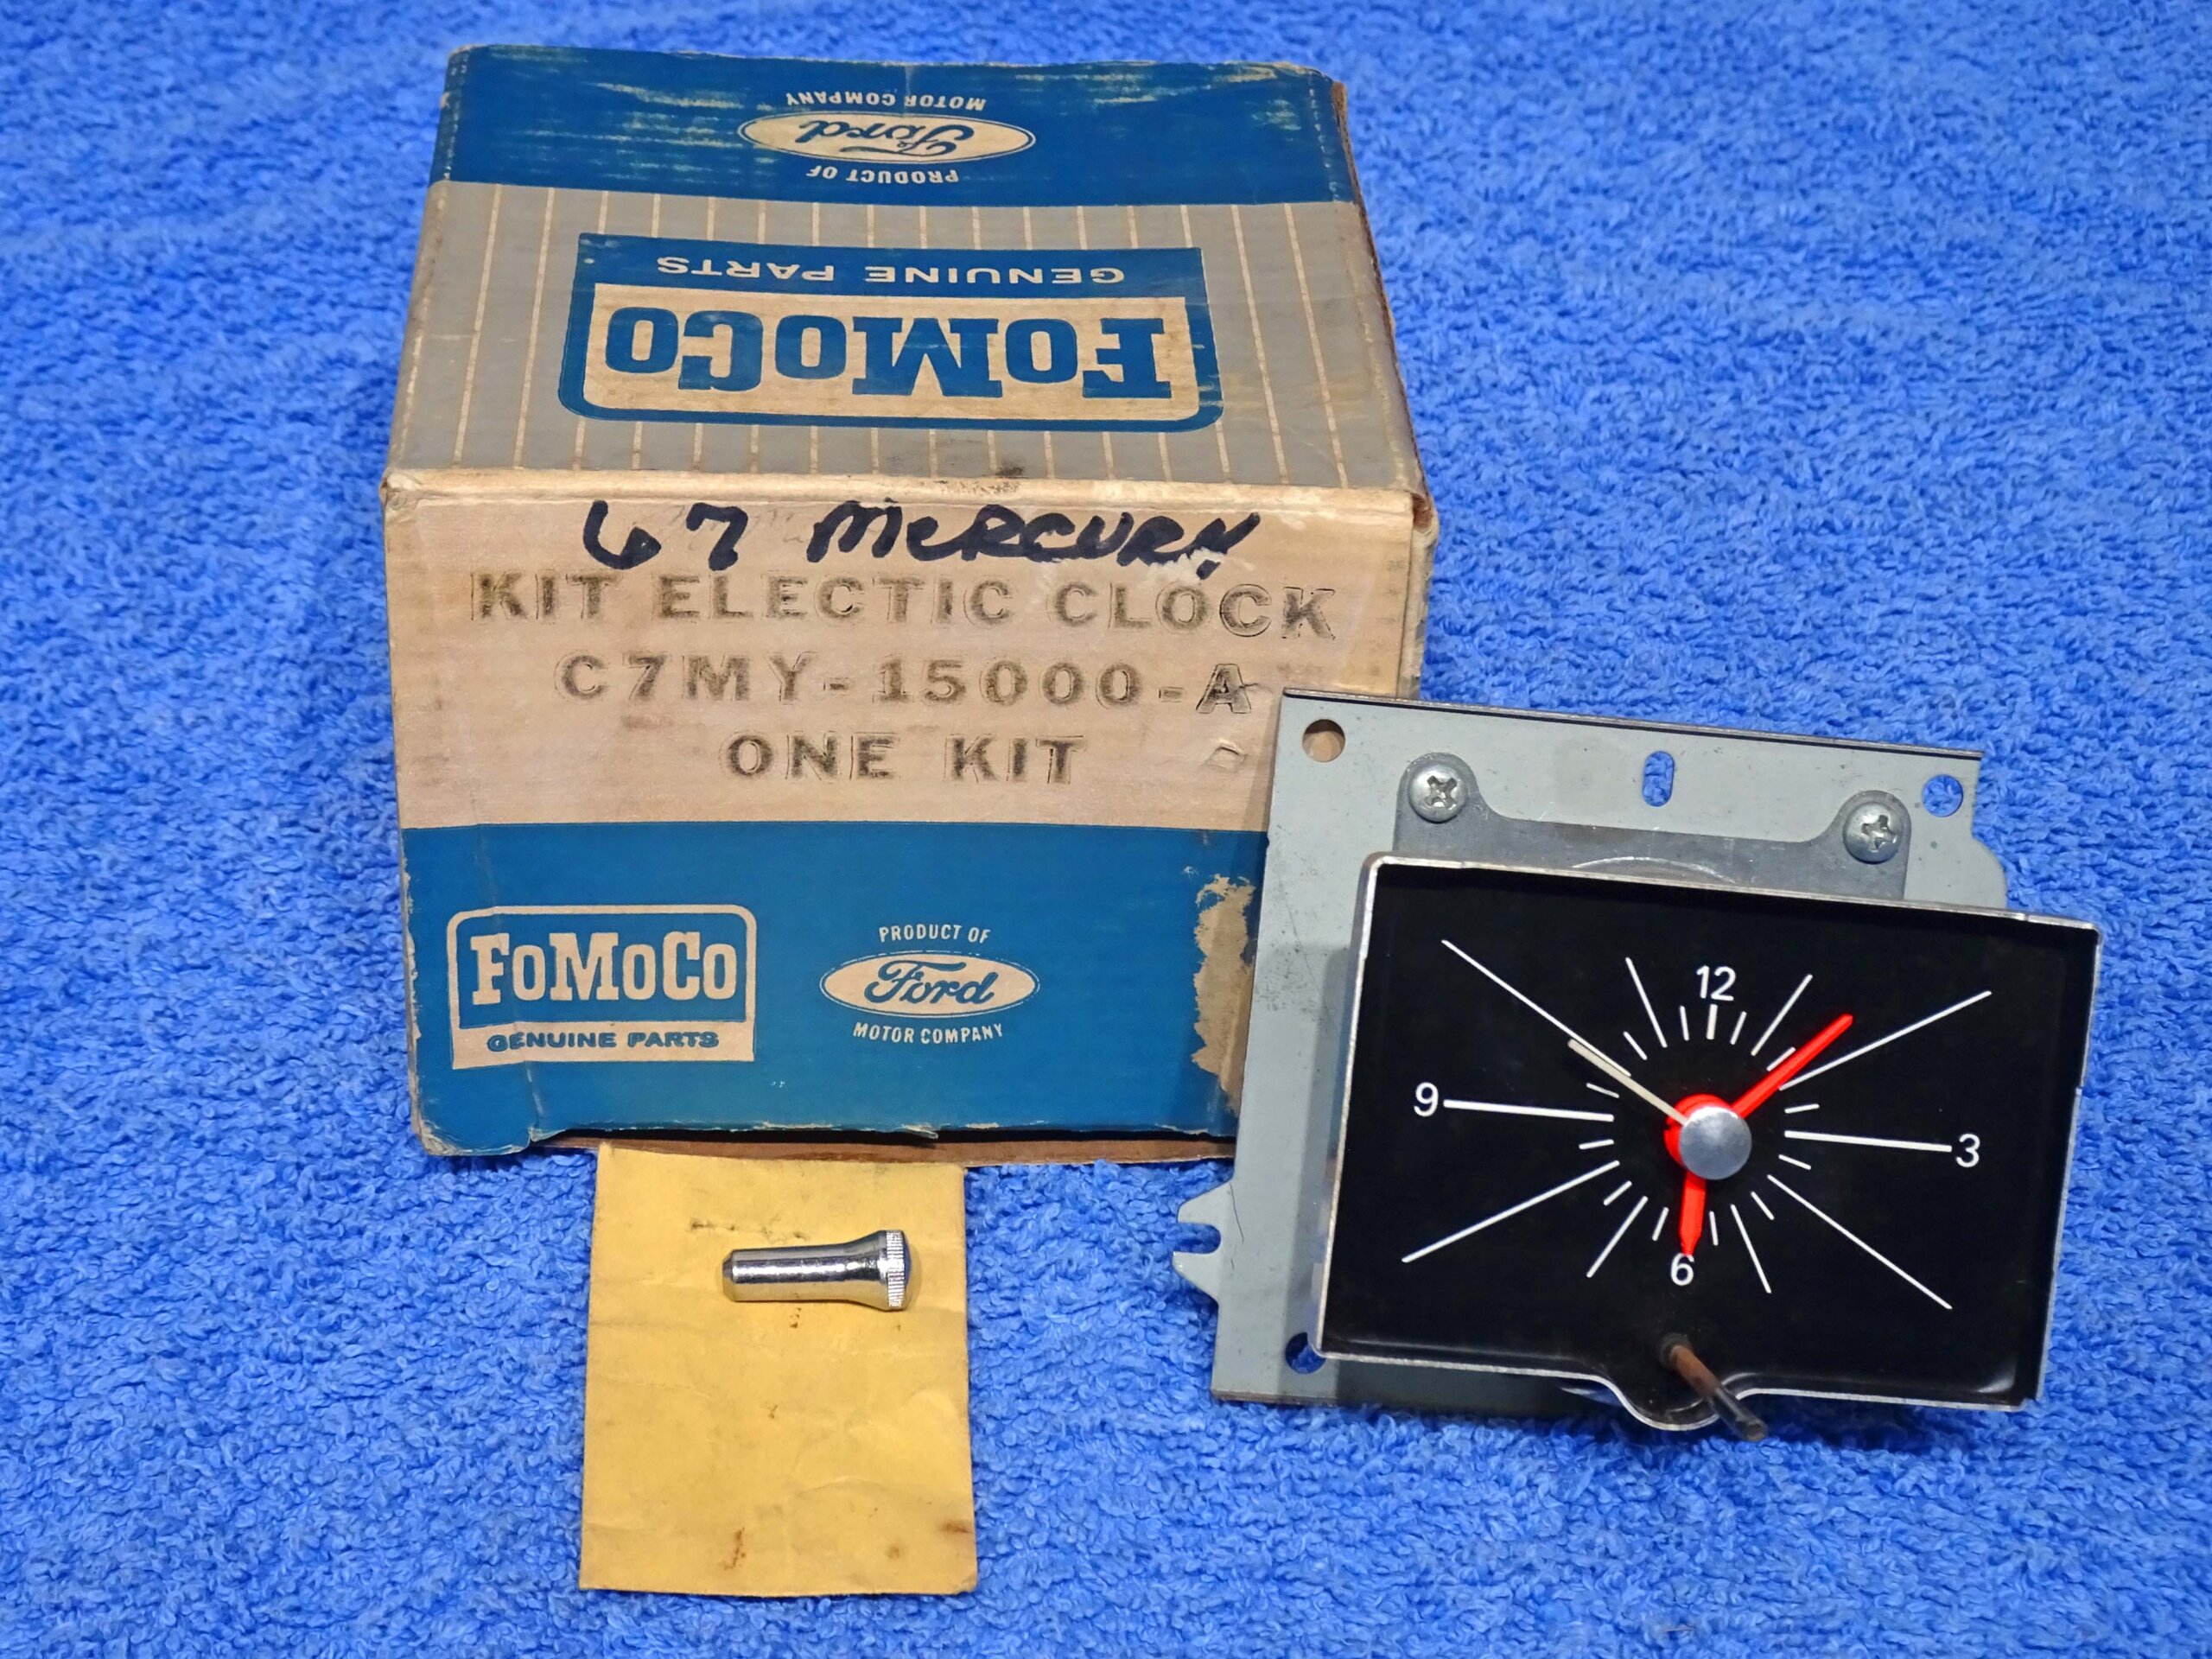 PRODUCT OF
Ford
MOTOR COMPANY
FoMoCo
GENUINE PARTS
67 MERCURY
KIT ELECTIC CLOCK
C7MY-15000-A
ONE KIT
FoMoCo
GENUINE PARTS
PRODUCT OF
Ford
MOTOR COMPANY
12
9
3
6